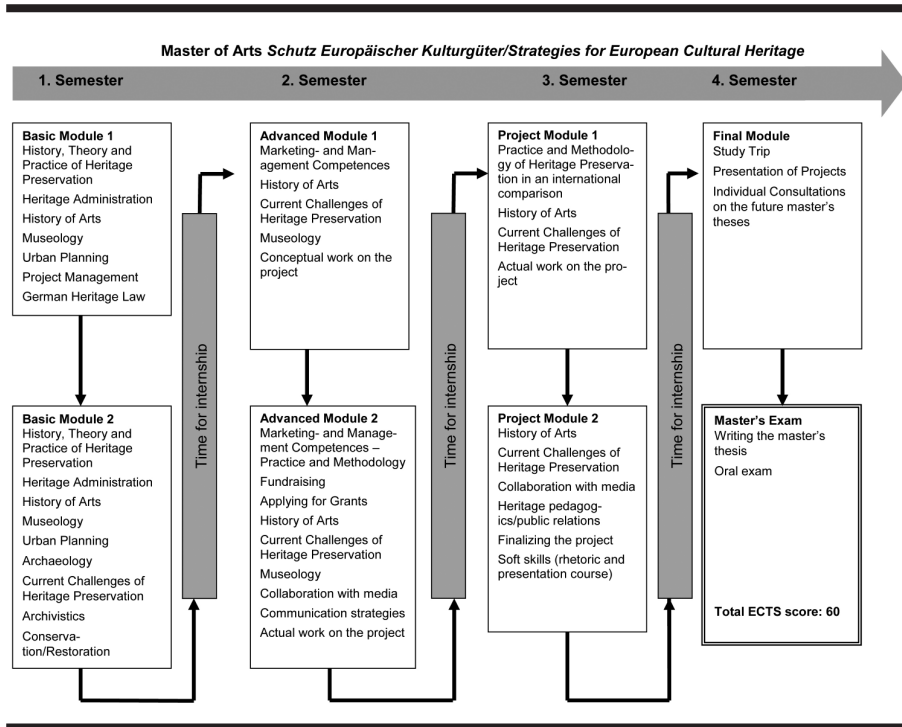 Master of Arts Schutz Europäischer Kulturgüter/Strategies for European Cultural Heritage
1. Semester
2. Semester
3. Semester
4. Semester
Basic Module 1
History, Theory and
Practice of Heritage
Preservation
Heritage Administration
History of Arts
Museology
Urban Planning
Project Management
German Heritage Law
Basic Module 2
History, Theory and
Practice of Heritage
Preservation
Heritage Administration
History of Arts
Museology
Urban Planning
Archaeology
Current Challenges of
Heritage Preservation
Archivistics
Conserva-
tion/Restoration
Time for internship
Advanced Module 1
Marketing- and Man-
agement Competences
History of Arts
Current Challenges of
Heritage Preservation
Museology
Conceptual work on the
project
Advanced Module 2
Marketing- and Manage-
ment Competences –
Practice and Methodology
Fundraising
Applying for Grants
History of Arts
Current Challenges of
Heritage Preservation
Museology
Collaboration with media
Communication strategies
Actual work on the project
Time for internship
Project Module 1
Practice and Methodolo-
gy of Heritage Preserva-
tion in an international
comparison
History of Arts
Current Challenges of
Heritage Preservation
Actual work on the pro-
ject
Project Module 2
History of Arts
Current Challenges of
Heritage Preservation
Collaboration with media
Heritage pedagog-
ics/public relations
Finalizing the project
Soft skills (rhetoric and
presentation course)
Time for internship
Final Module
Study Trip
Presentation of Projects
Individual Consultations
on the future master's
theses
Master's Exam
Writing the master's
thesis
Oral exam
Total ECTS score: 60